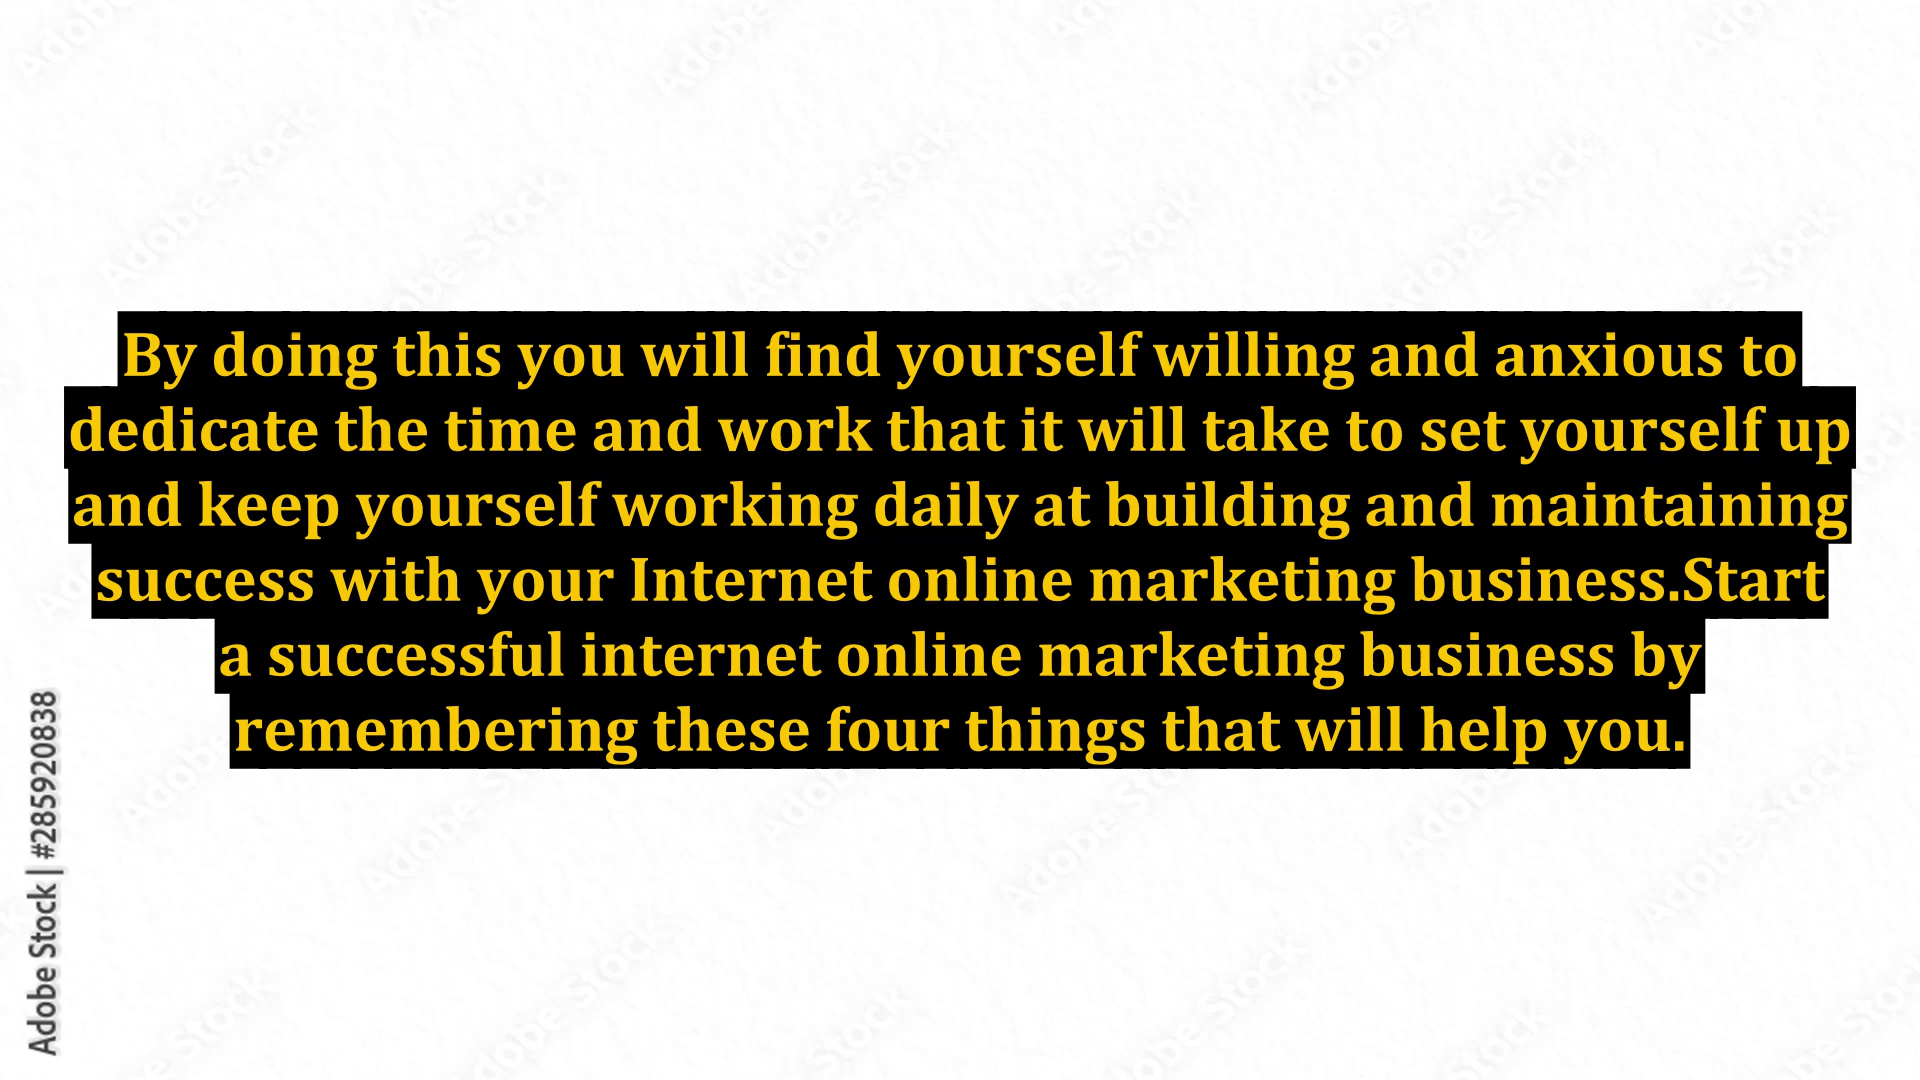 By doing this you will find yourself willing and anxious to
dedicate the time and work that it will take to set yourself up
and keep yourself working daily at building and maintaining
success with your Internet online marketing business.Start
a successful internet online marketing business by
remembering these four things that will help you.
Adobe Stock | #285920838